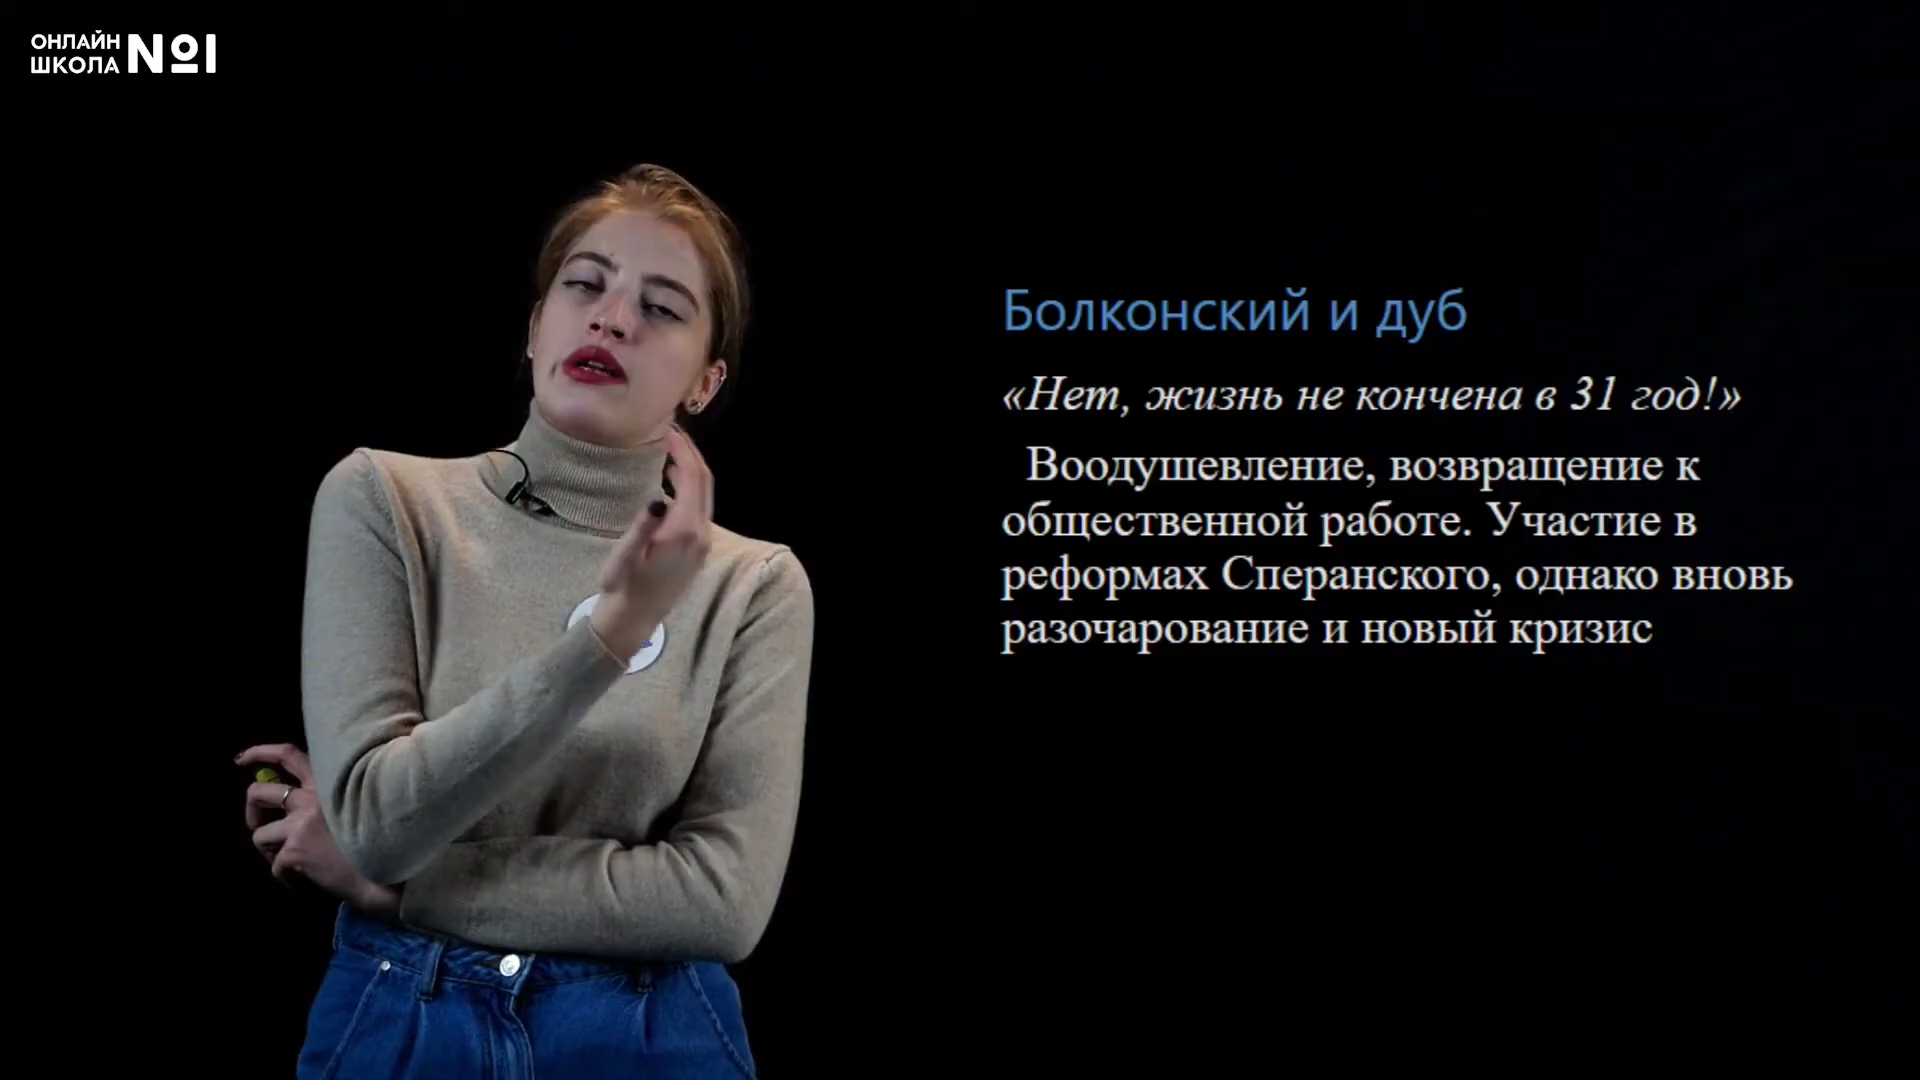 ОНЛАЙН
ШКОЛА №1
Болконский и дуб
«Нет, жизнь не кончена в 31 год!»
Воодушевление, возвращение к
общественной работе. Участие в
реформах Сперанского, однако вновь
разочарование и новый кризис